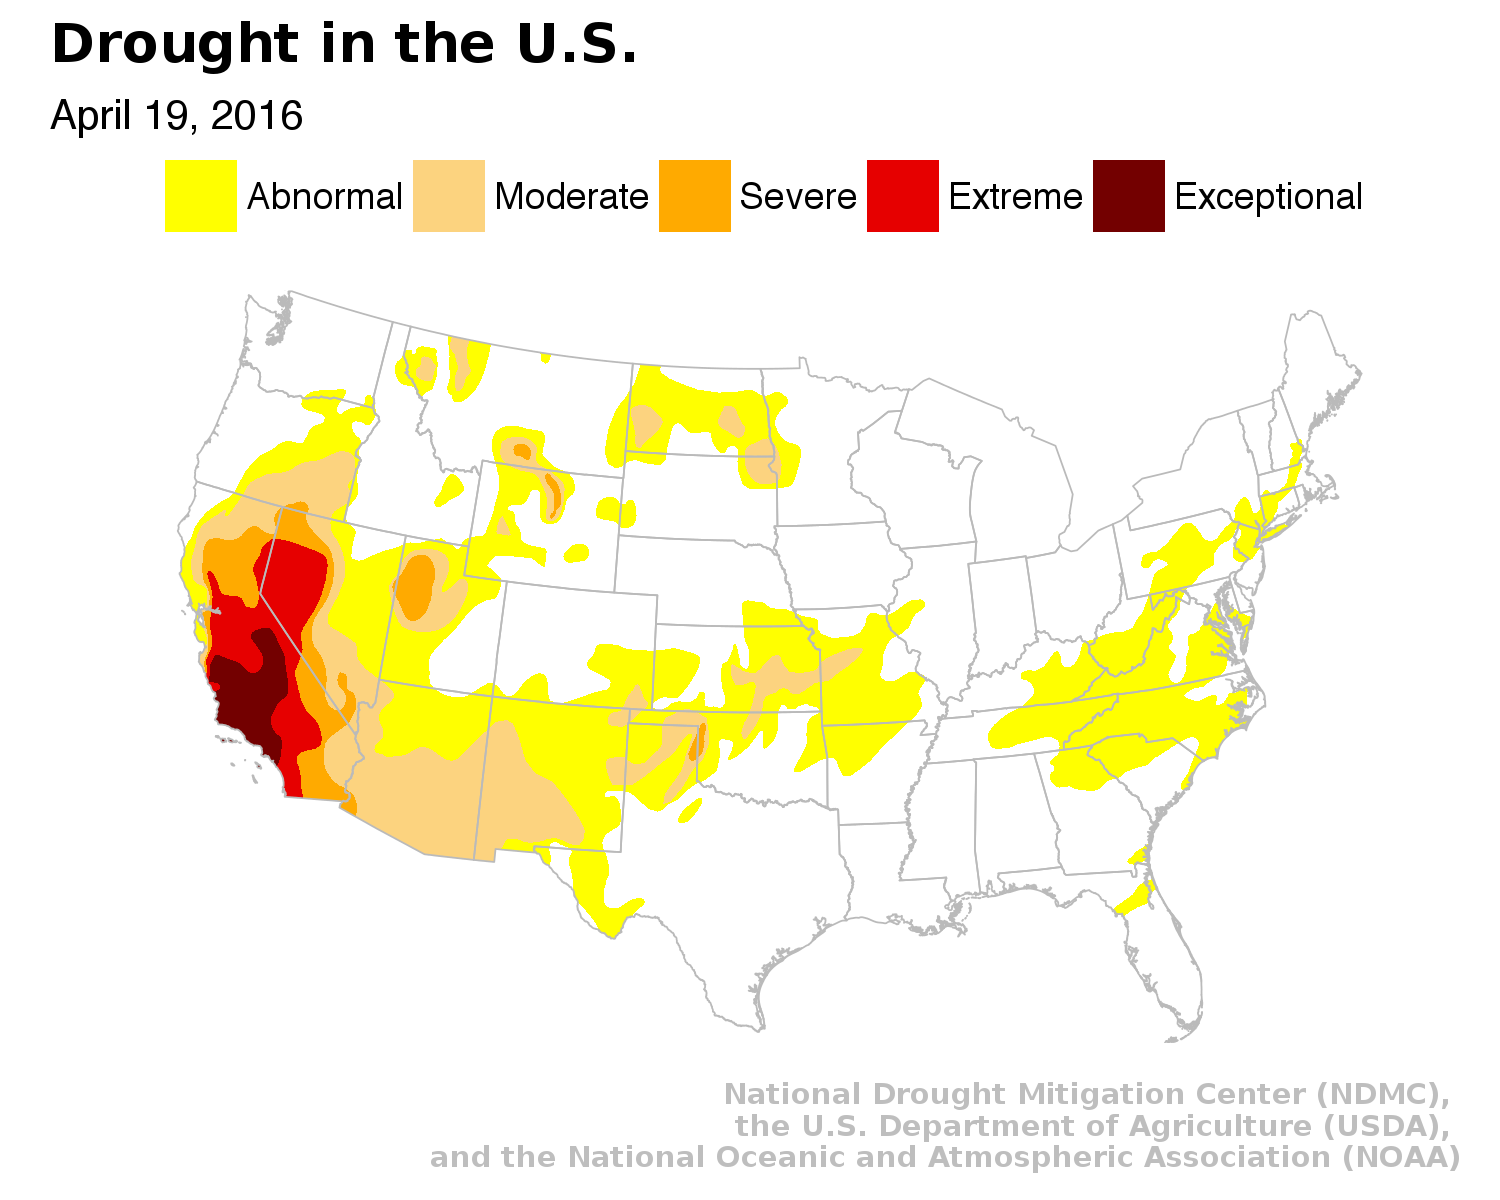 Drought in the U.S.
April 19, 2016
Abnormal Moderate Severe Extreme Exceptional
National Drought Mitigation Center (NDMC),
the U.S. Department of Agriculture (USDA),
and the National Oceanic and Atmospheric Association (NOAA)